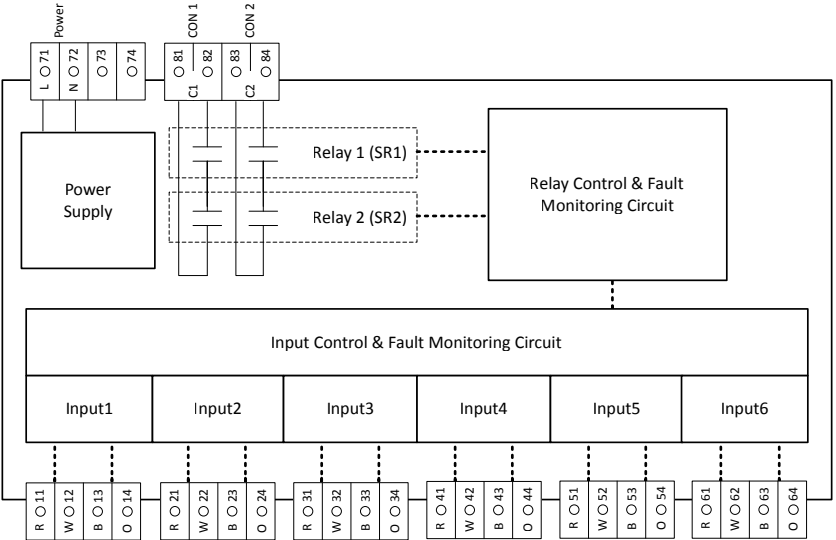 Power
CON 1
CON 2
L 71
N 72
73
74
81
82
83
84
C1
C2
Power
Supply
Relay 1 (SR1)
Relay 2 (SR2)
Relay Control & Fault
Monitoring Circuit
Input Control & Fault Monitoring Circuit
Input1
Input2
Input3
Input4
Input5
Input6
R 11
W 12
B 13
O 14
R 21
W 22
B 23
O 24
R 31
W 32
B 33
O 34
R 41
W 42
B 43
O 44
R 51
W 52
B 53
O 54
R 61
W 62
B 63
O 64